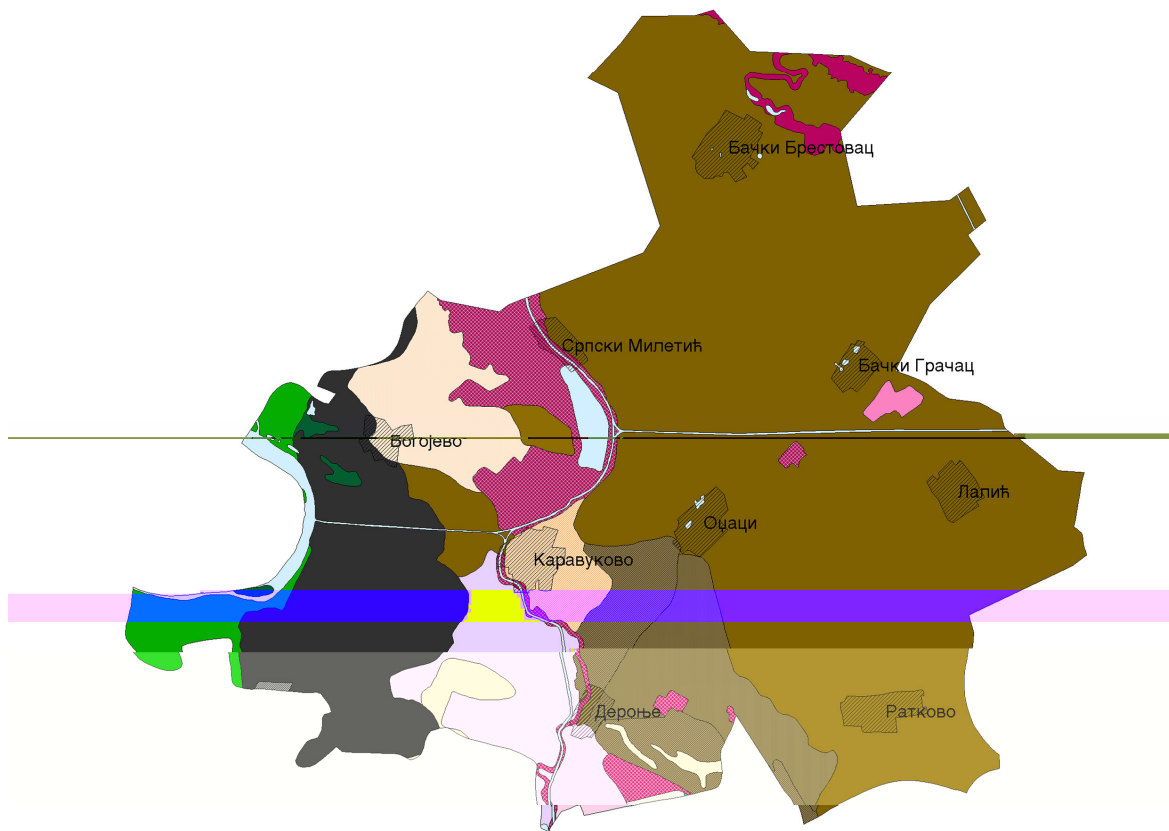 Бачки Брестовац
Српски Милетић
Бачки Грачац
Богојево
Лалић
Оџаци
Каравуково
Дероње
Ратково